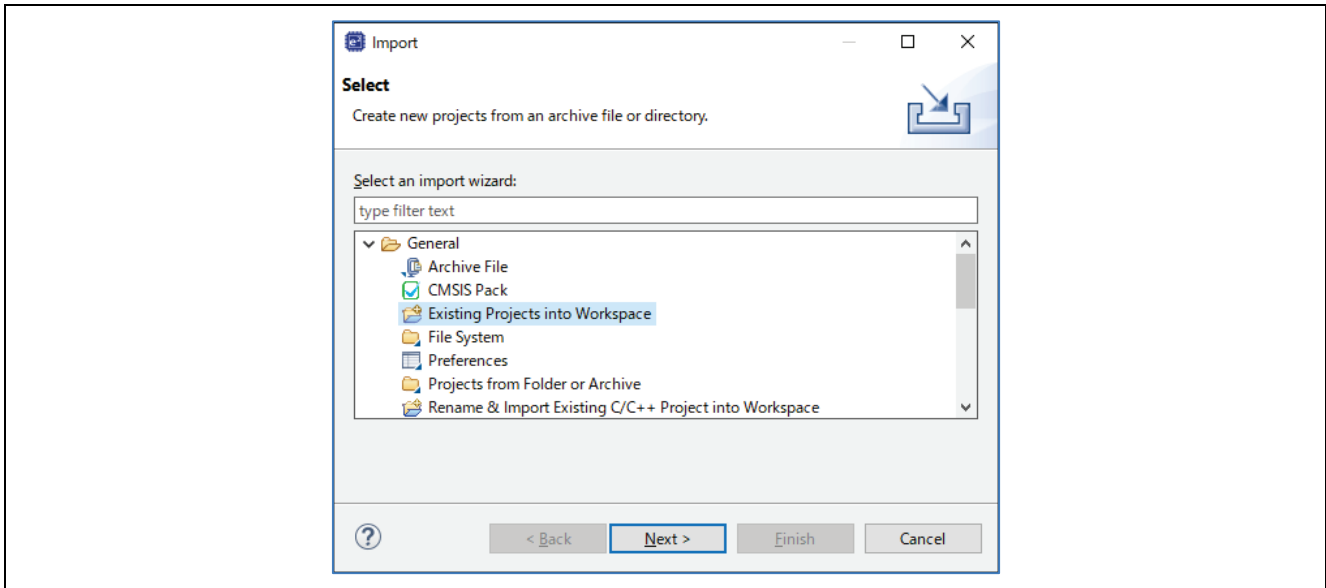 Import
Select
Create new projects from an archive file or directory.
Select an import wizard:
type filter text
General
Archive File
CMSIS Pack
Existing Projects into Workspace
File System
Preferences
Projects from Folder or Archive
Rename & Import Existing C/C++ Project into Workspace
?
< Back
Next >
Finish
Cancel